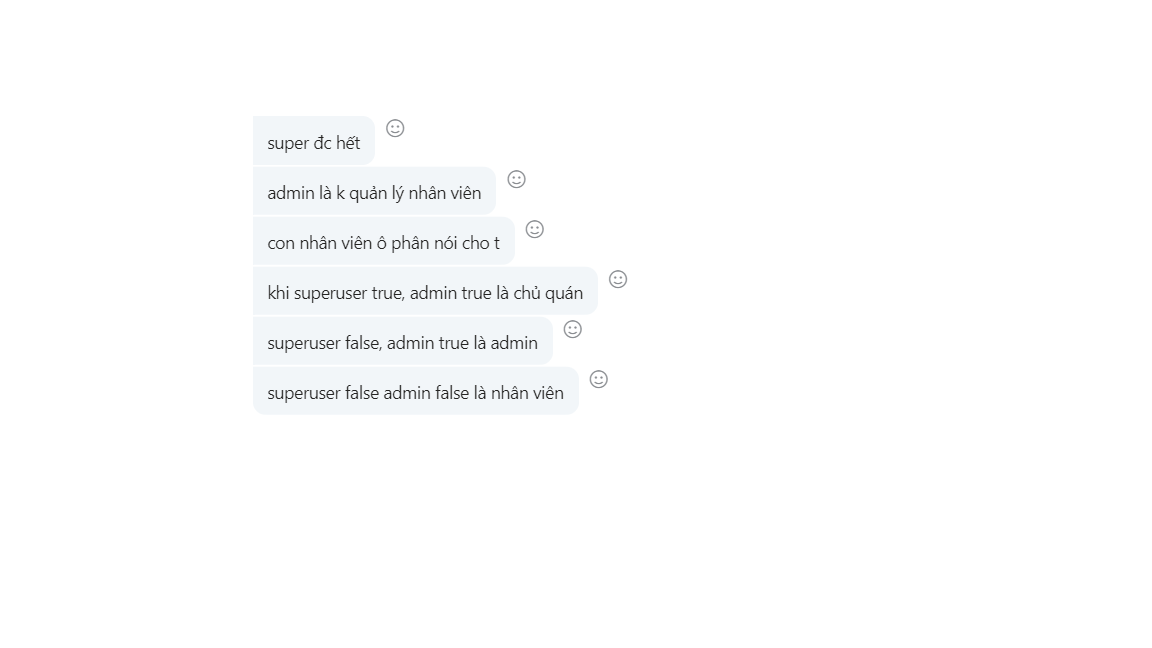 super đc hết
admin là k quản lý nhân viên
con nhân viên ô phân nói cho t
khi superuser true, admin true là chủ quán
superuser false, admin true là admin
superuser false admin false là nhân viên